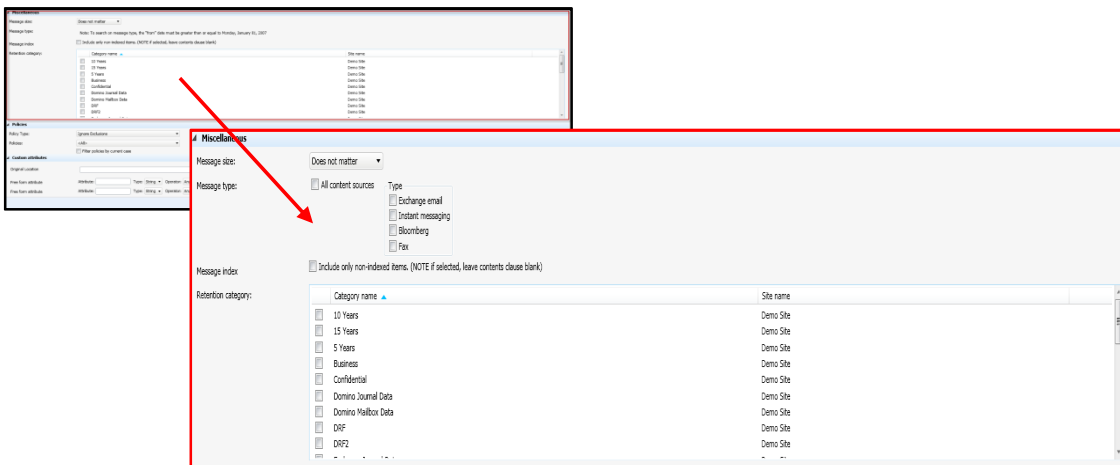 Miscellaneous
Message size: Does not matter
Message type: Note: To search on message type, the "from" date must be greater than or equal to Monday, January 01, 2007
Message index Include only non-indexed items. (NOTE if selected, leave contents clause blank)
Retention category: Category name Site name
10 Years Demo Site
15 Years Demo Site
5 Years Demo Site
Business Demo Site
Confidential Demo Site
Domino Journal Data Demo Site
Domino Mailbox Data Demo Site
DRF Demo Site
DRF2 Demo Site
Policies
Policy Type: Ignore Exclusions
Policies: <All>
Filter policies by current case
Custom attributes
Original Location
Free form attribute Attribute: Type: String Operator:
Free form attribute Attribute: Type: String Operator:
Miscellaneous
Message size: Does not matter
Message type: All content sources Type
Exchange email
Instant messaging
Bloomberg
Fax
Message index Include only non-indexed items. (NOTE if selected, leave contents clause blank)
Retention category: Category name Site name
10 Years Demo Site
15 Years Demo Site
5 Years Demo Site
Business Demo Site
Confidential Demo Site
Domino Journal Data Demo Site
Domino Mailbox Data Demo Site
DRF Demo Site
DRF2 Demo Site